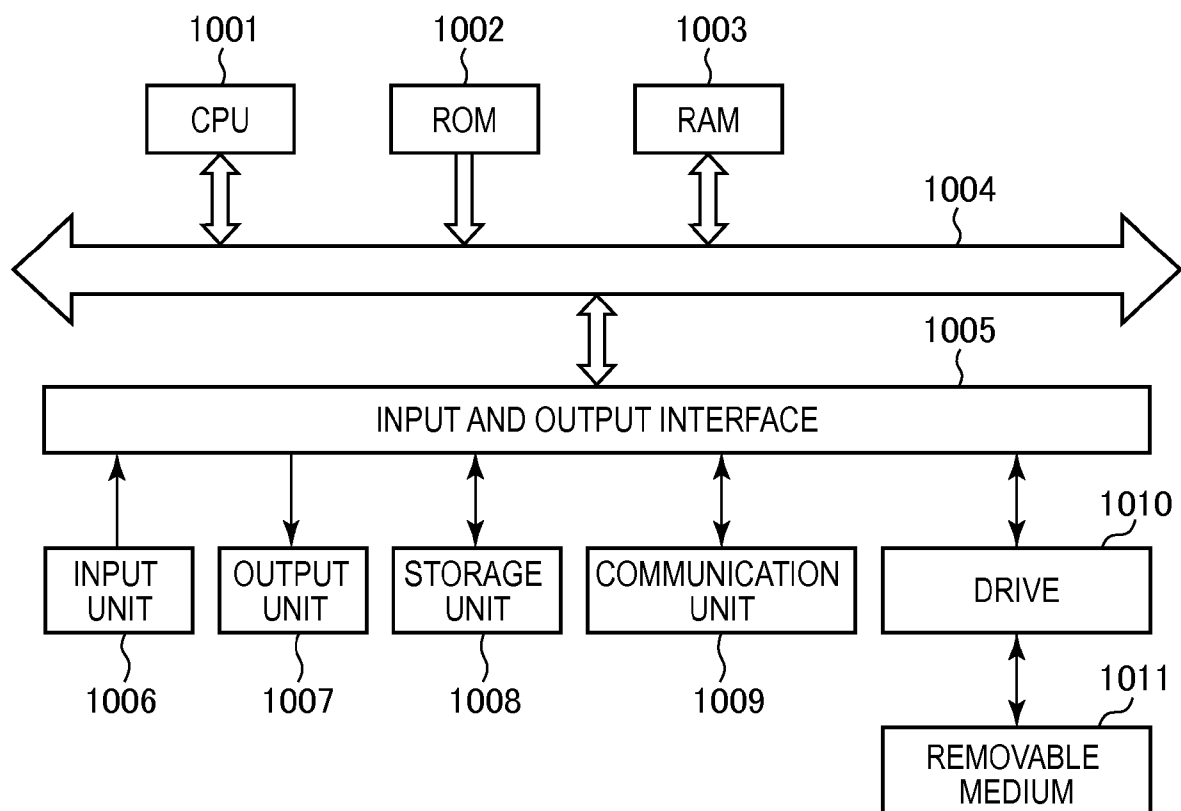 1001
1002
1003
CPU
ROM
RAM
1004
1005
INPUT AND OUTPUT INTERFACE
1010
INPUT
UNIT
OUTPUT
UNIT
STORAGE
UNIT
COMMUNICATION
UNIT
DRIVE
1006
1007
1008
1009
1011
REMOVABLE
MEDIUM